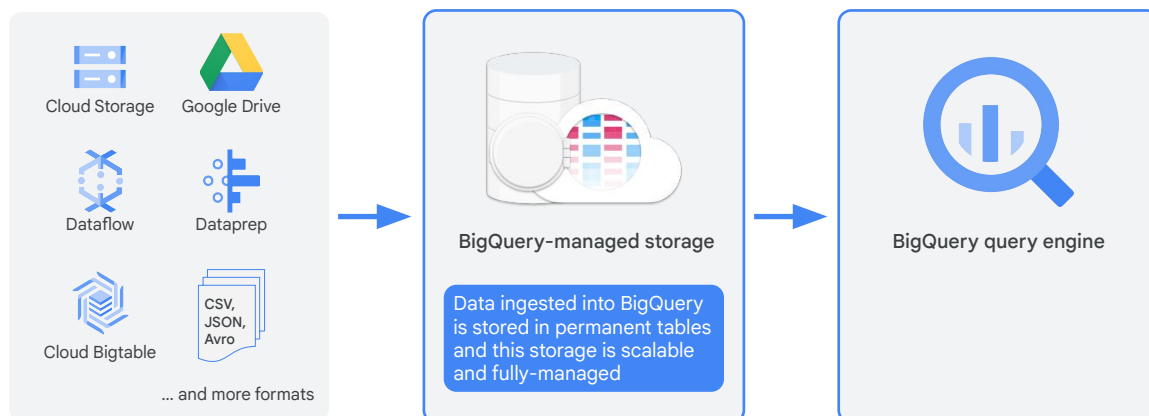 Cloud Storage
Google Drive
Dataflow
Dataprep
Cloud Bigtable
CSV,
JSON,
Avro
... and more formats
BigQuery-managed storage
Data ingested into BigQuery
is stored in permanent tables
and this storage is scalable
and fully-managed
BigQuery query engine